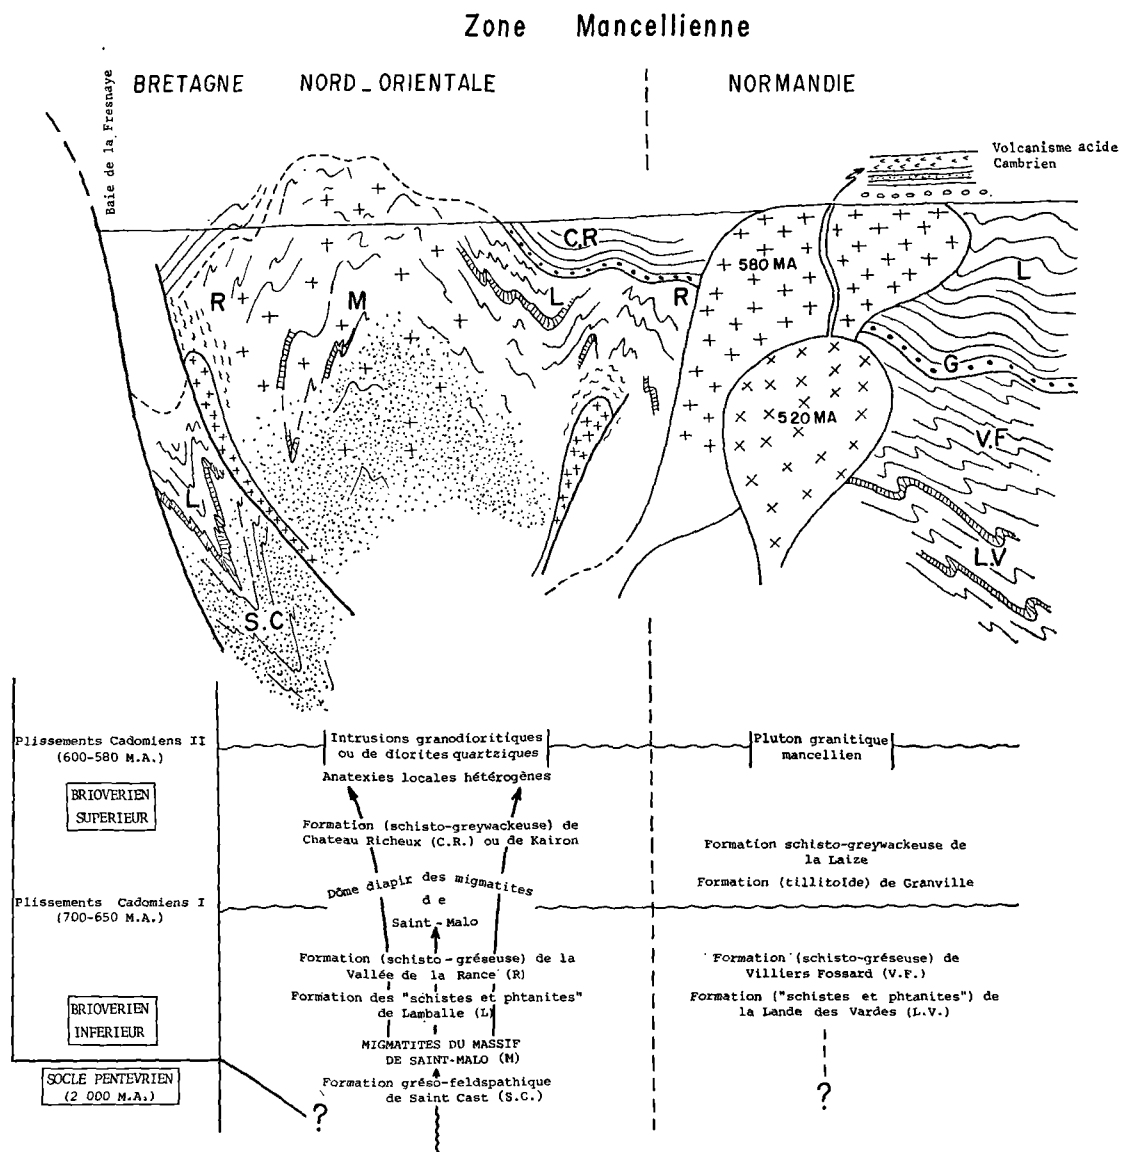 Zone Mancellienne
BRETAGNE NORD_ORIENTALE
NORMANDIE
Baie de la Fresnaye
Volcanisme acide
Cambrien
C.R
580 MA
L
R
M
L
R
G
520 MA
V.F
L
L.V
S.C
Plissements Cadomiens II
(600-580 M.A.)
Intrusions granodioritiques
ou de diorites quartziques
Pluton granitique
mancellien
Anatexies locales hétérogènes
BRIOVERIEN
SUPERIEUR
Formation (schisto-greywackeuse) de
Chateau Richeux (C.R.) ou de Kairon
Formation schisto-greywackeuse de
la Laize
Formation (tillitoïde) de Granville
Dôme diapir des migmatites
de
Saint-Malo
Plissements Cadomiens I
(700-650 M.A.)
Formation (schisto-gréseuse) de la
Vallée de la Rance (R)
Formation (schisto-gréseuse) de
Villiers Fossard (V.F.)
Formation des "schistes et phtanites"
de Lamballe (L)
Formation ("schistes et phtanites") de
la Lande des Vardes (L.V.)
BRIOVERIEN
INFERIEUR
MIGMATITES DU MASSIF
DE SAINT-MALO (M)
SOCLE PENTEVRIEN
(2 000 M.A.)
Formation gréso-feldspathique
de Saint Cast (S.C.)
?
?